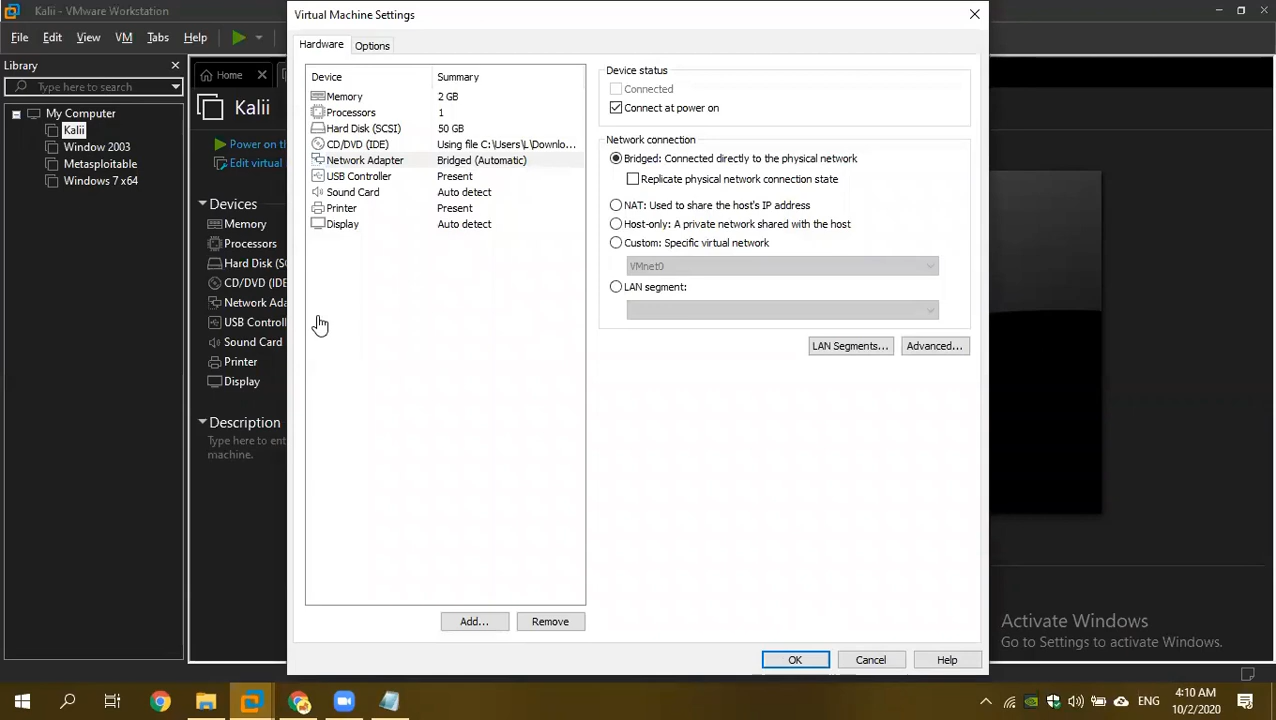 Kalii - VMware Workstation
File Edit View VM Tabs Help
Library
Type here to search
My Computer
Kalii
Window 2003
Metasploitable
Windows 7 x64
Home
Kalii
Power on th
Edit virtual
Devices
Memory
Processors
Hard Disk (SC
CD/DVD (IDE
Network Ada
USB Controll
Sound Card
Printer
Display
Description
Type here to ent
machine.
Virtual Machine Settings
Hardware Options
Device Summary
Memory 2 GB
Processors 1
Hard Disk (SCSI) 50 GB
CD/DVD (IDE) Using file C:\Users\L\Downlo...
Network Adapter Bridged (Automatic)
USB Controller Present
Sound Card Auto detect
Printer Present
Display Auto detect
Add... Remove
Device status
Connected
Connect at power on
Network connection
Bridged: Connected directly to the physical network
Replicate physical network connection state
NAT: Used to share the host's IP address
Host-only: A private network shared with the host
Custom: Specific virtual network
VMnet0
LAN segment:
LAN Segments... Advanced...
OK Cancel Help
Activate Windows
Go to Settings to activate Windows.
ENG
4:10 AM
10/2/2020